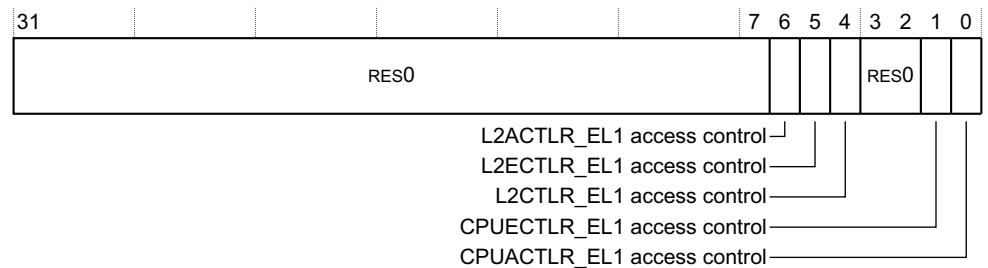 31 7 6 5 4 3 2 1 0
RES0 RES0
L2ACTLR_EL1 access control
L2ECTLR_EL1 access control
L2CTLR_EL1 access control
CPUECTLR_EL1 access control
CPUACTLR_EL1 access control